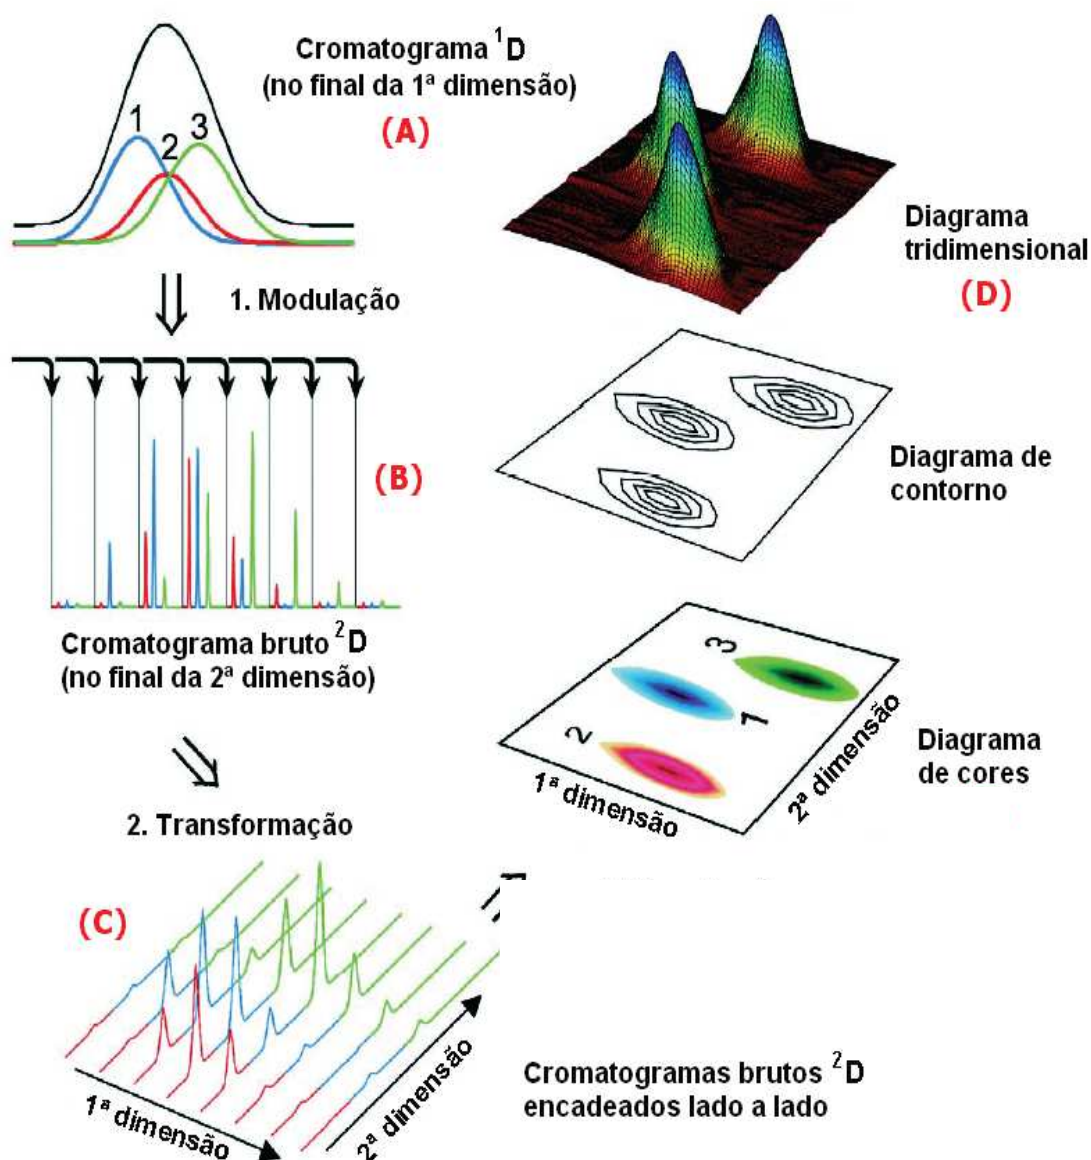 Cromatograma ¹D
(no final da 1ª dimensão)
(A)
1
2
3
1. Modulação
(B)
Cromatograma bruto ²D
(no final da 2ª dimensão)
2. Transformação
(C)
1ª dimensão
2ª dimensão
Cromatogramas brutos ²D
encadeados lado a lado
Diagrama
tridimensional
(D)
Diagrama de
contorno
3
1
2
1ª dimensão
2ª dimensão
Diagrama
de cores